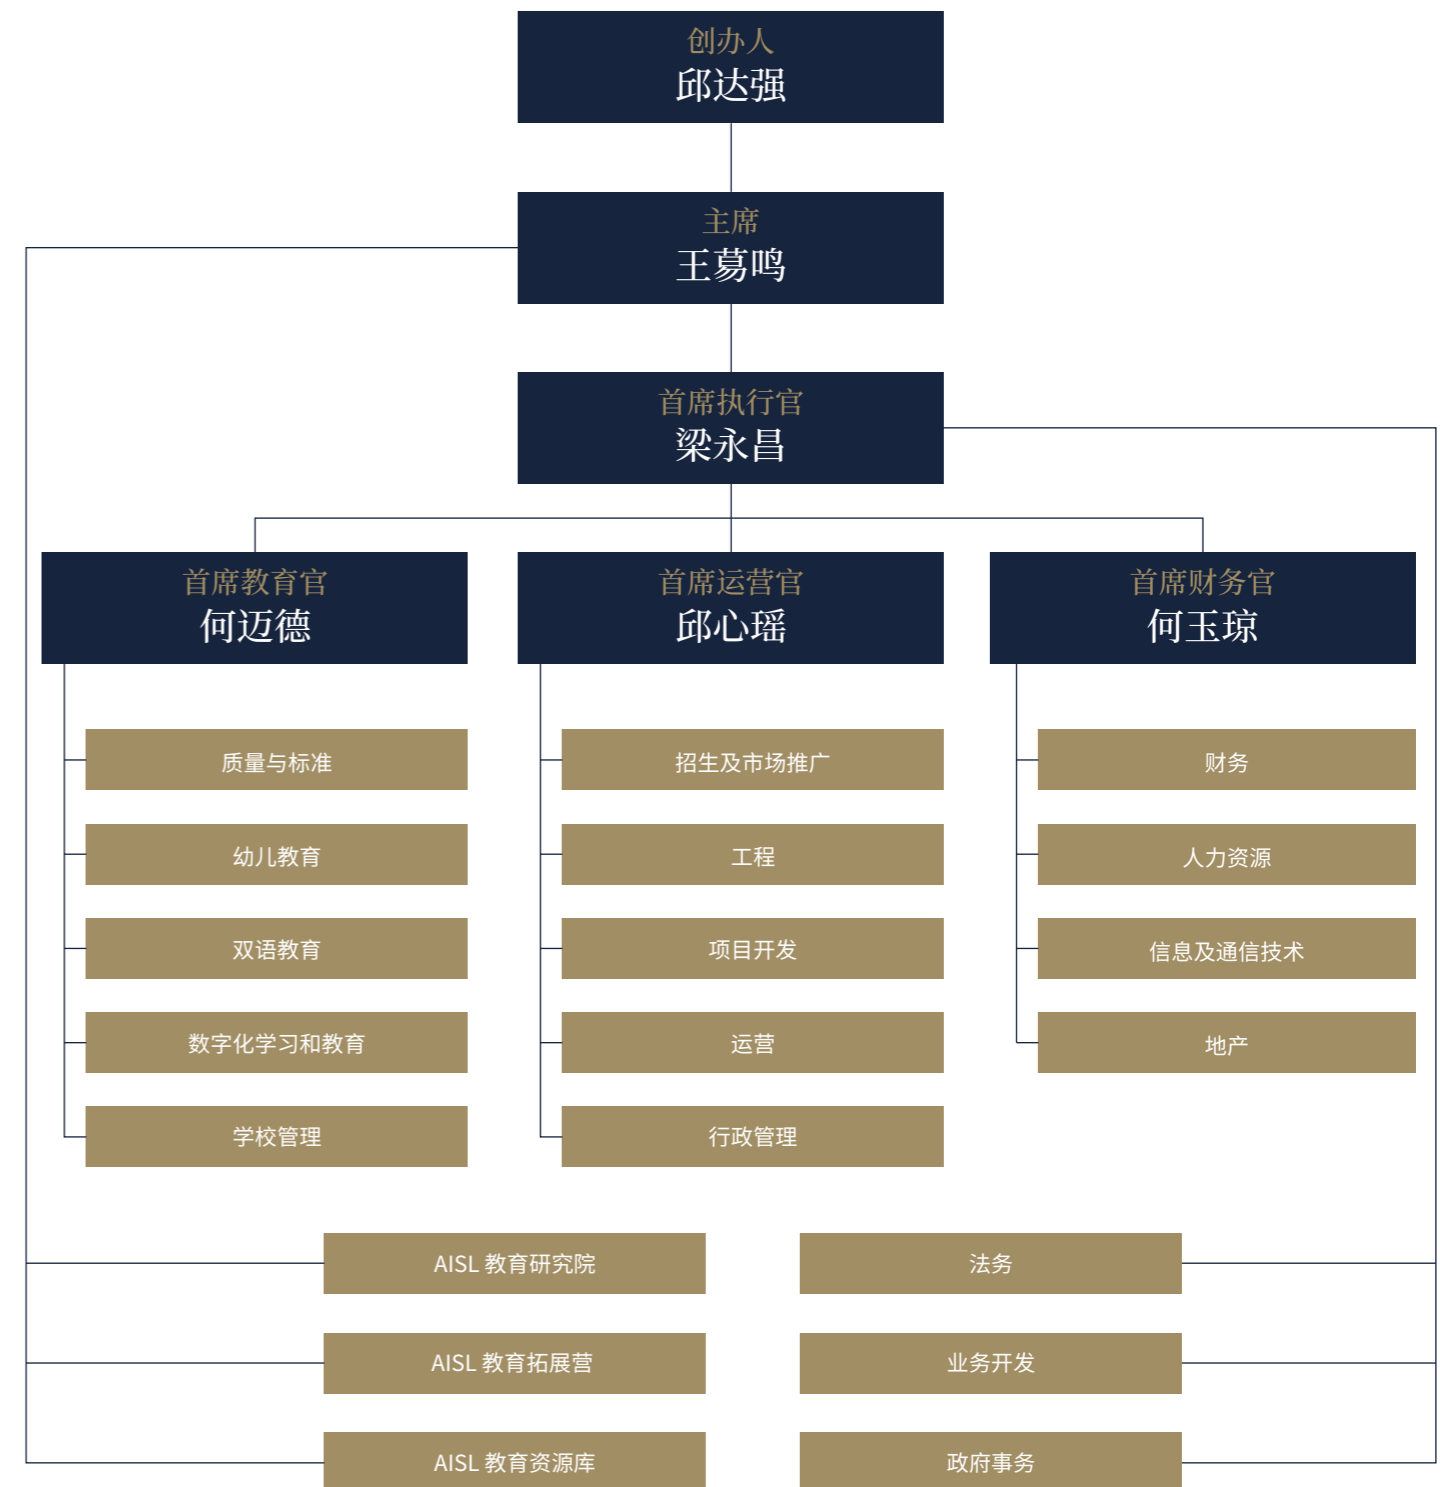 创办人
邱达强
主席
王䓪鸣
首席执行官
梁永昌
首席教育官
何迈德
首席运营官
邱心瑶
首席财务官
何玉琼
质量与标准
幼儿教育
双语教育
数字化学习和教育
学校管理
招生及市场推广
工程
项目开发
运营
行政管理
财务
人力资源
信息及通信技术
地产
AISL 教育研究院
AISL 教育拓展营
AISL 教育资源库
法务
业务开发
政府事务